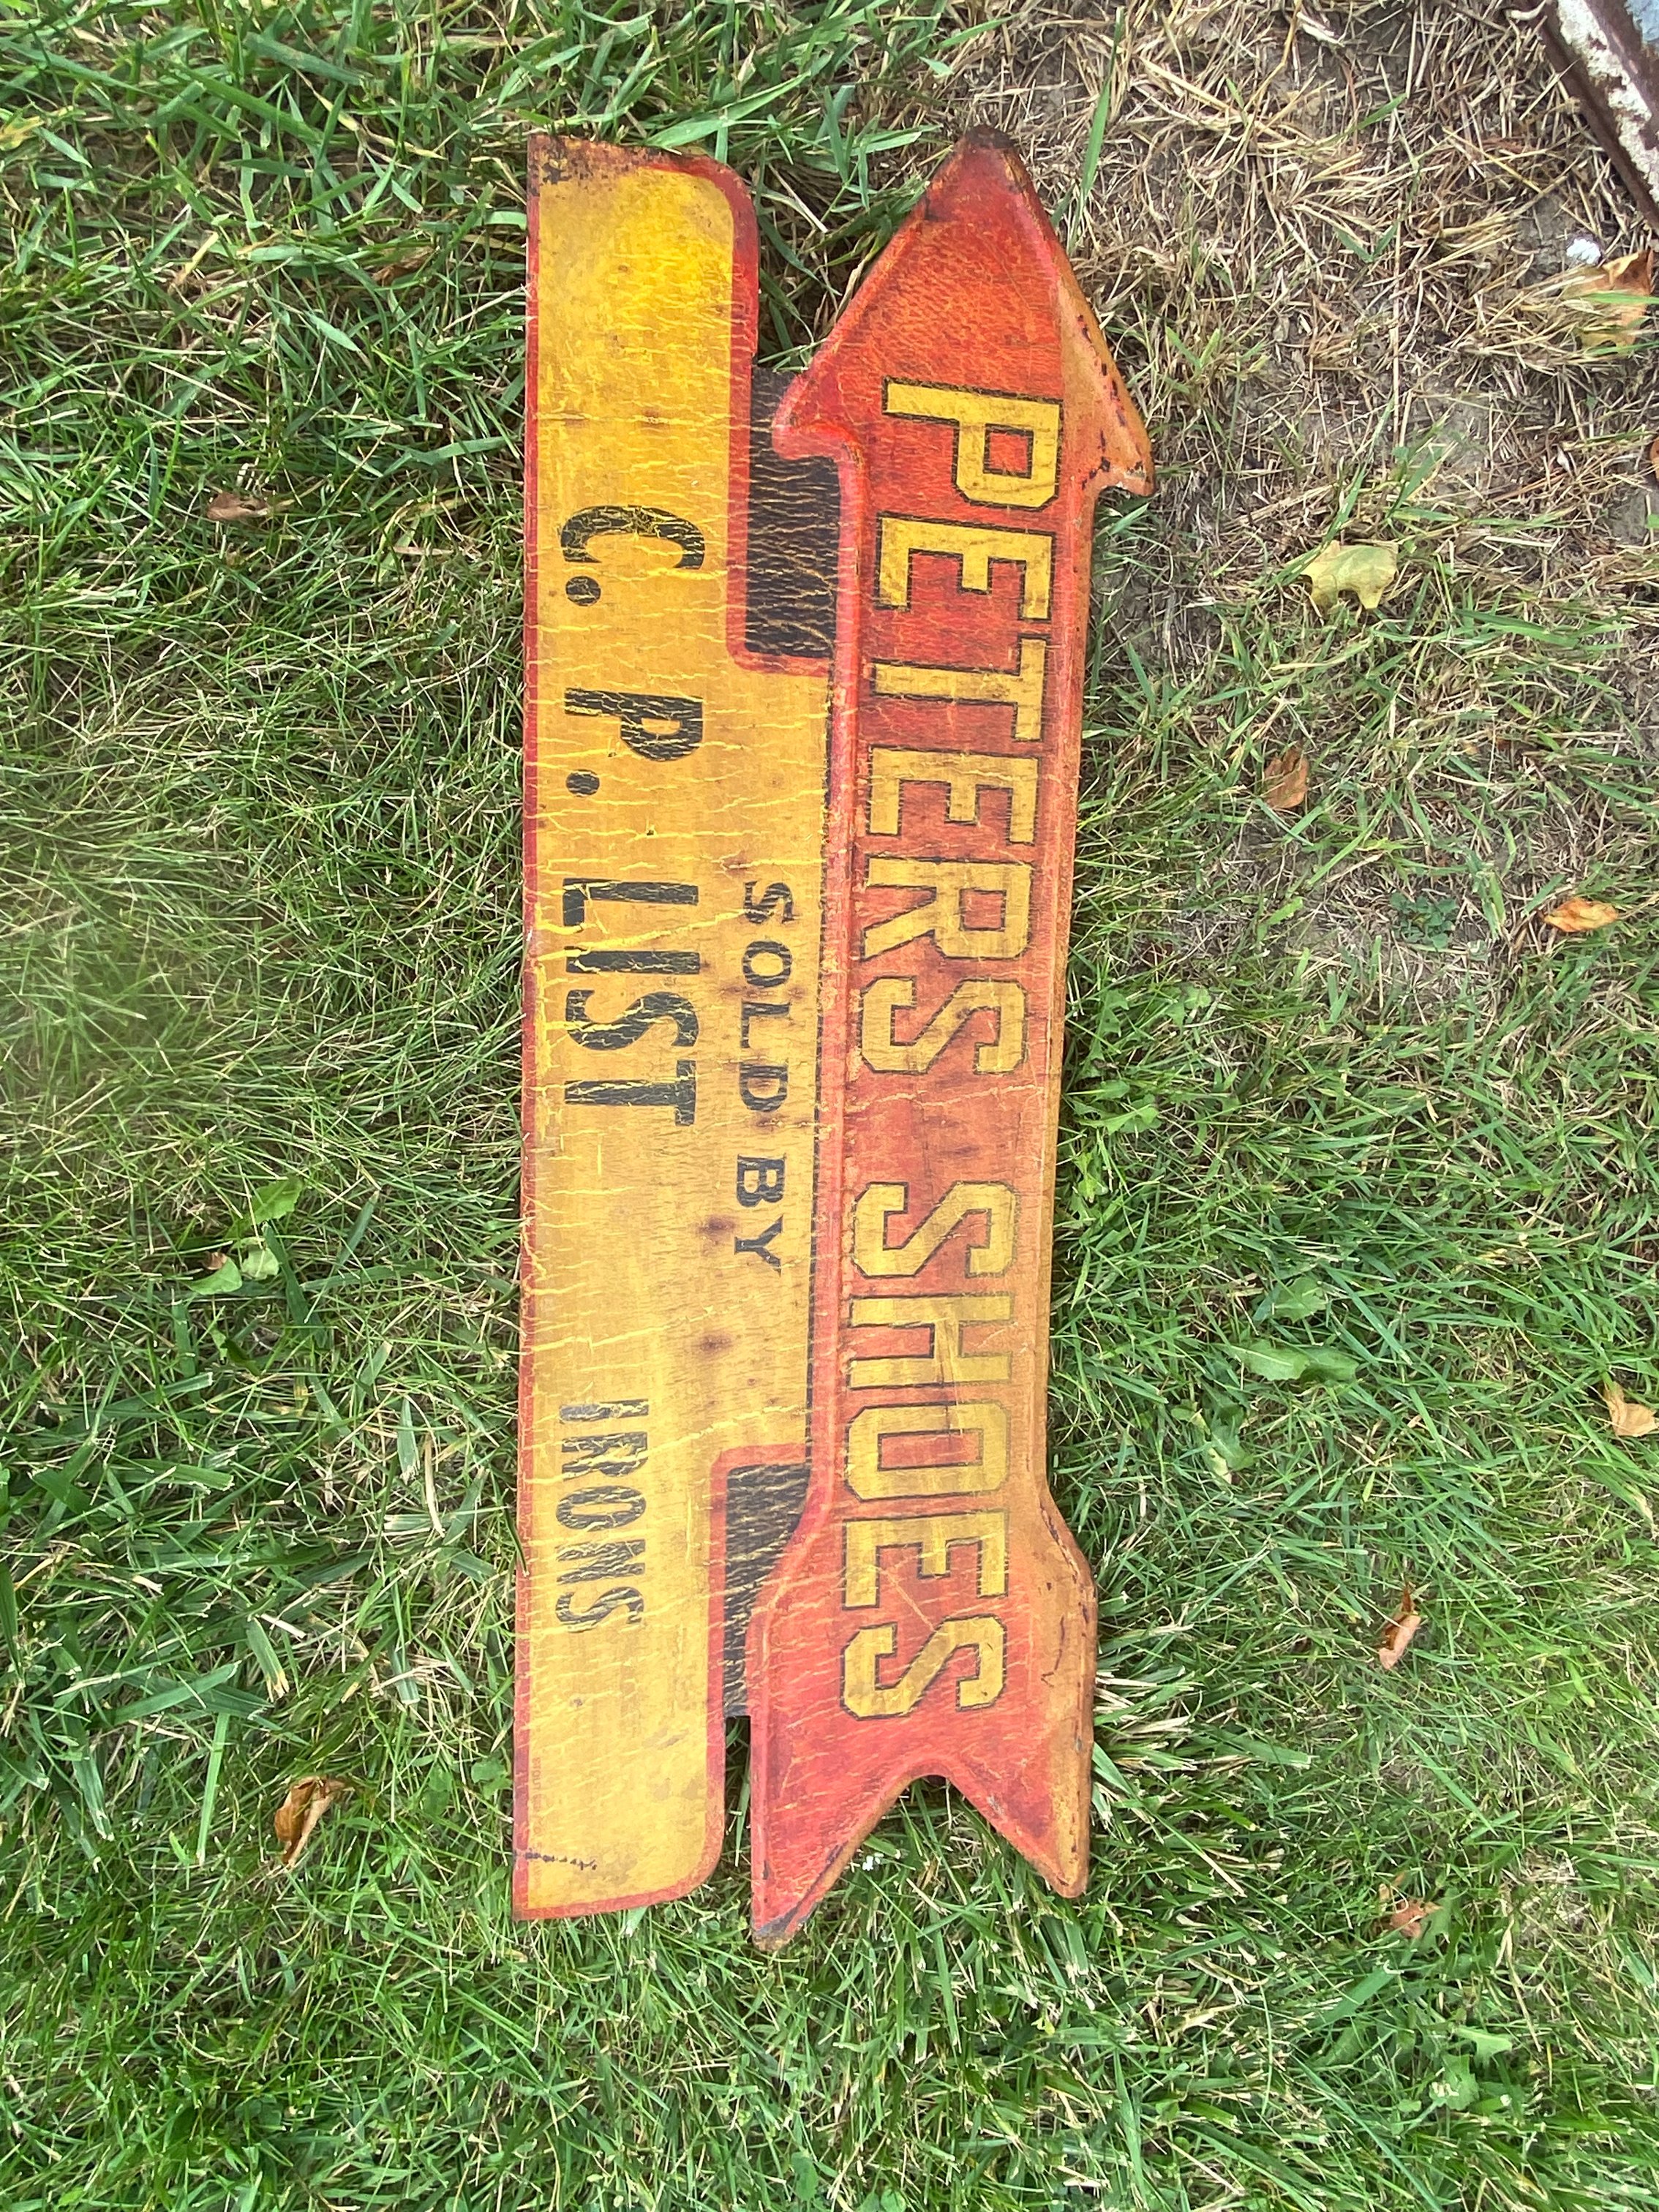 PETERS SHOES
SOLD BY
C. P. LIST
IRONS